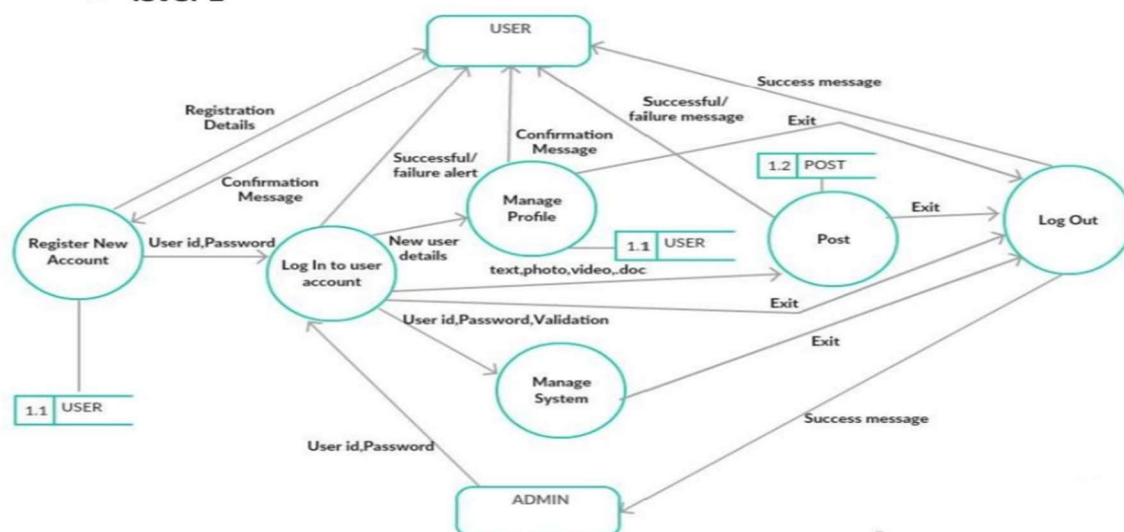 USER
Success message
Registration
Details
Successful/
failure message
Exit
Confirmation
Message
1.2 POST
Successful/
failure alert
Confirmation
Message
Manage
Profile
Register New
Account
User id,Password
Log In to user
account
New user
details
1.1 USER
Post
Exit
Log Out
text,photo,video,.doc
Exit
User id,Password,Validation
Exit
Manage
System
1.1 USER
Success message
User id,Password
ADMIN